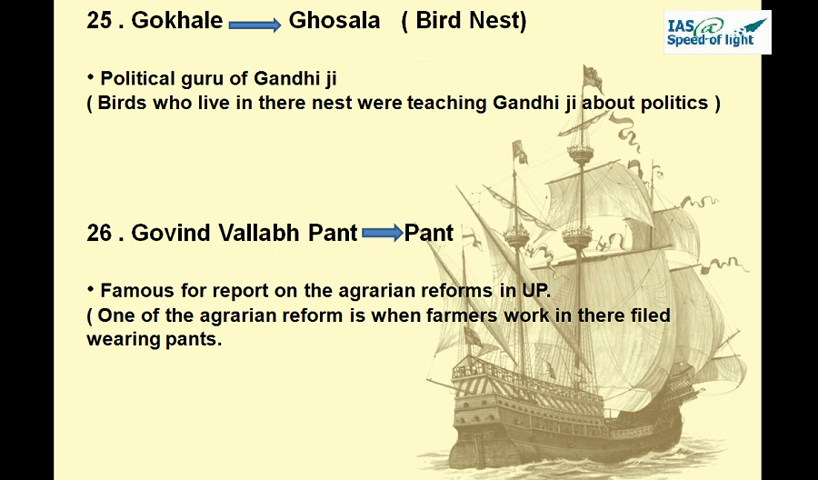 25 . Gokhale Ghosala ( Bird Nest)
IAS@
Speed of light
• Political guru of Gandhi ji
( Birds who live in there nest were teaching Gandhi ji about politics )
26 . Govind Vallabh Pant Pant
• Famous for report on the agrarian reforms in UP.
( One of the agrarian reform is when farmers work in there filed
wearing pants.